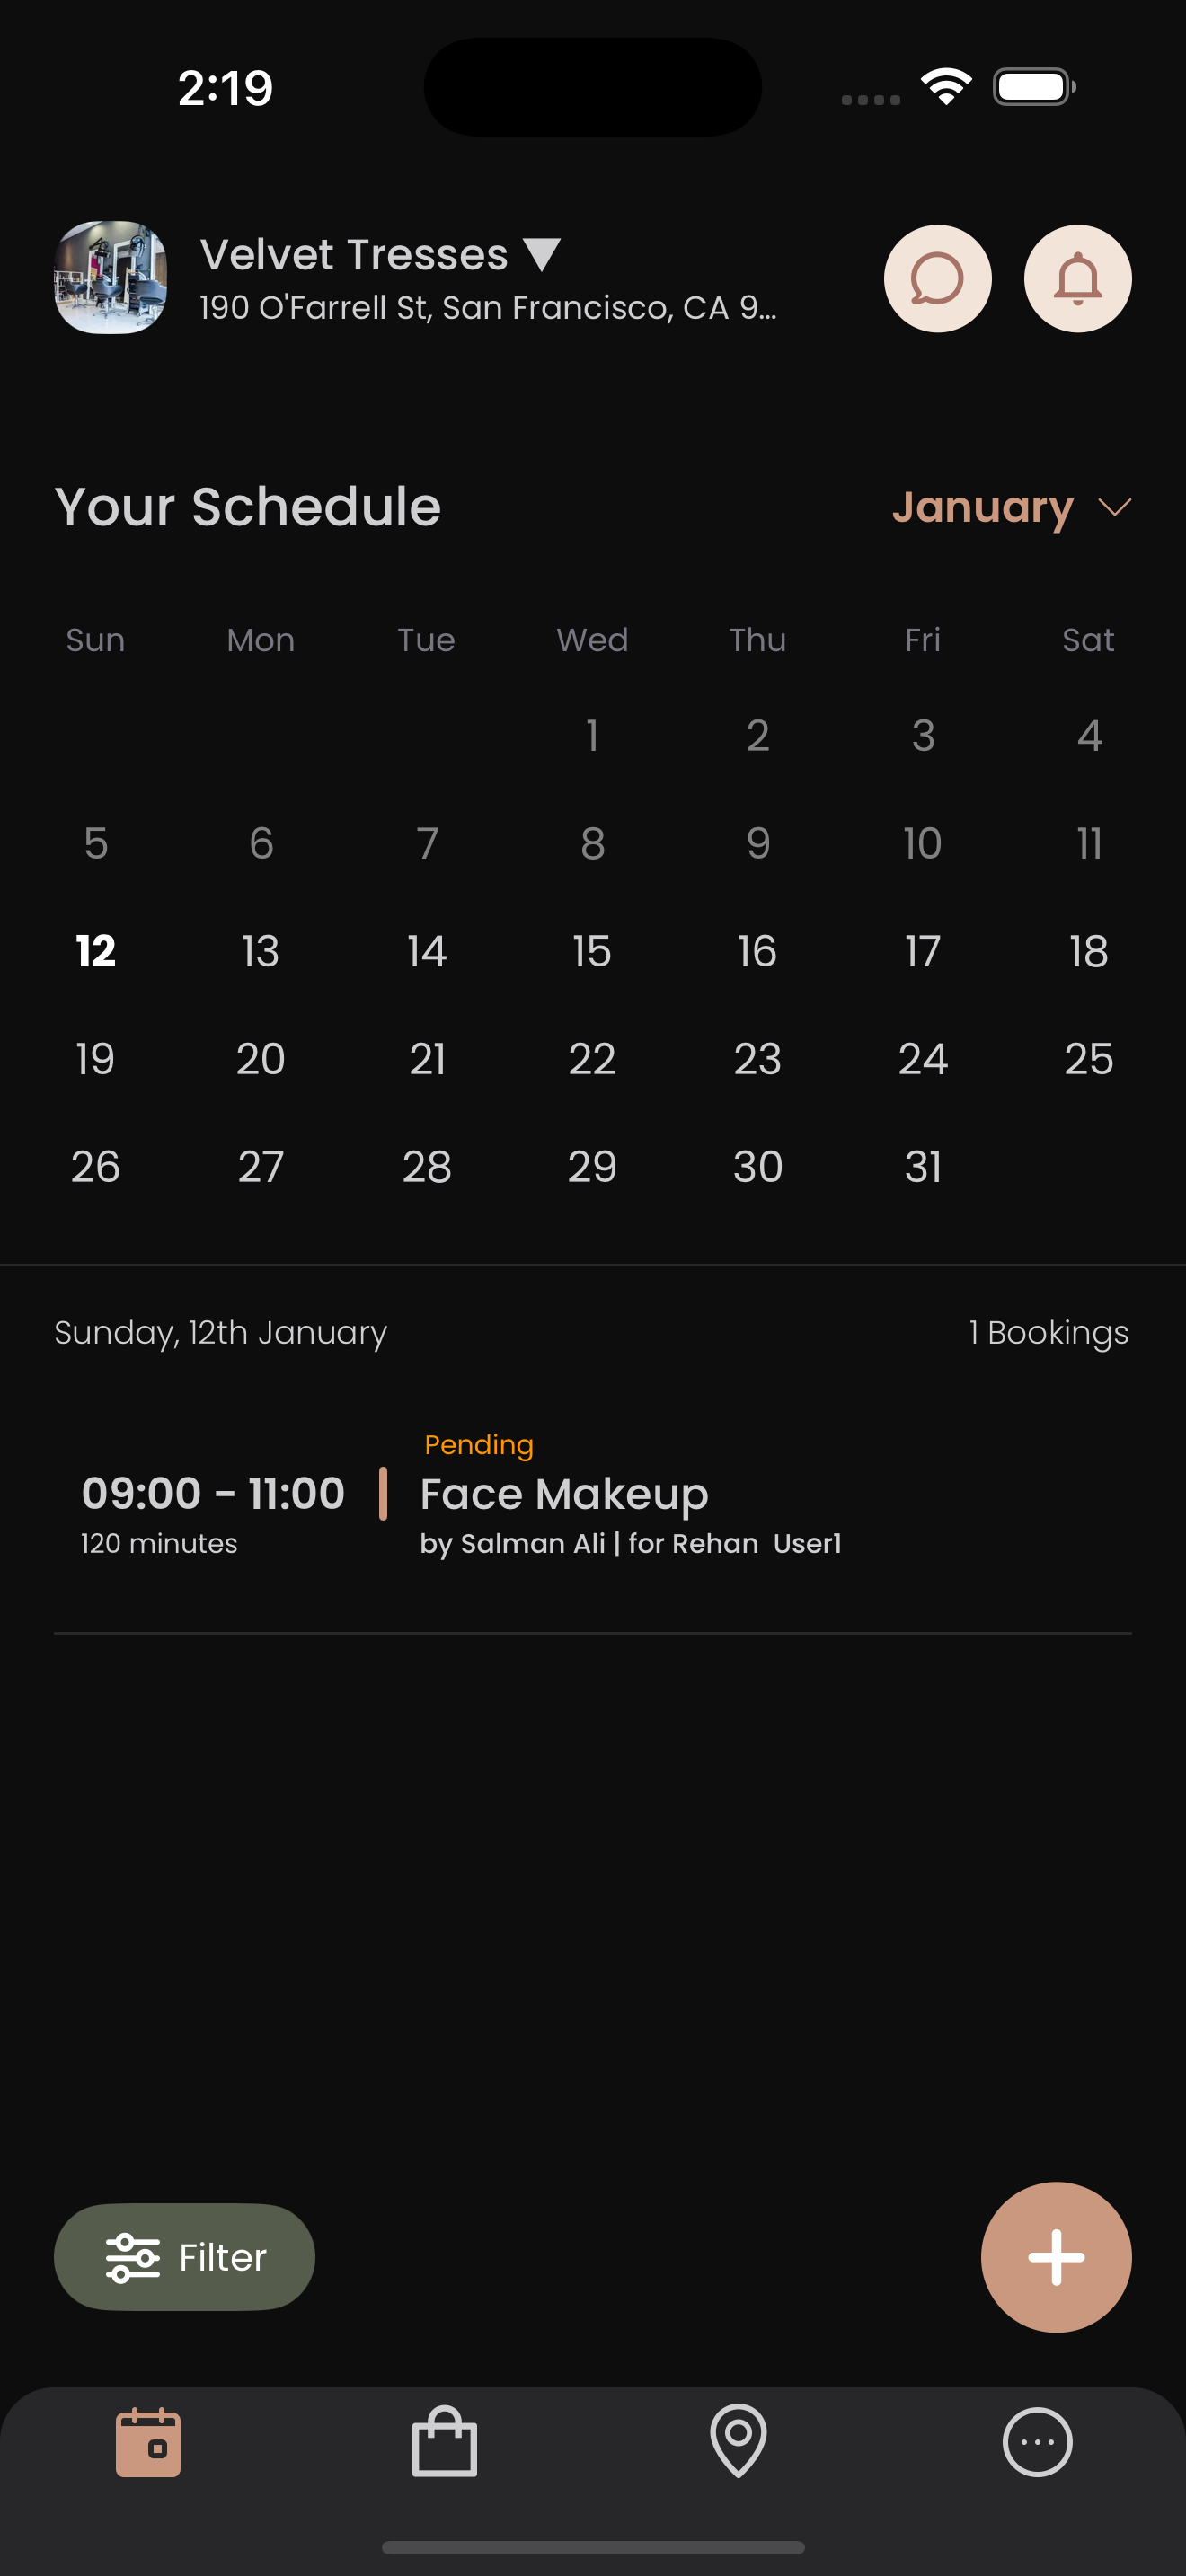 2:19
Velvet Tresses ▼
190 O'Farrell St, San Francisco, CA 9...
Your Schedule
January
Sun Mon Tue Wed Thu Fri Sat
1 2 3 4
5 6 7 8 9 10 11
12 13 14 15 16 17 18
19 20 21 22 23 24 25
26 27 28 29 30 31
Sunday, 12th January
1 Bookings
Pending
09:00 - 11:00
Face Makeup
120 minutes
by Salman Ali | for Rehan  User1
Filter